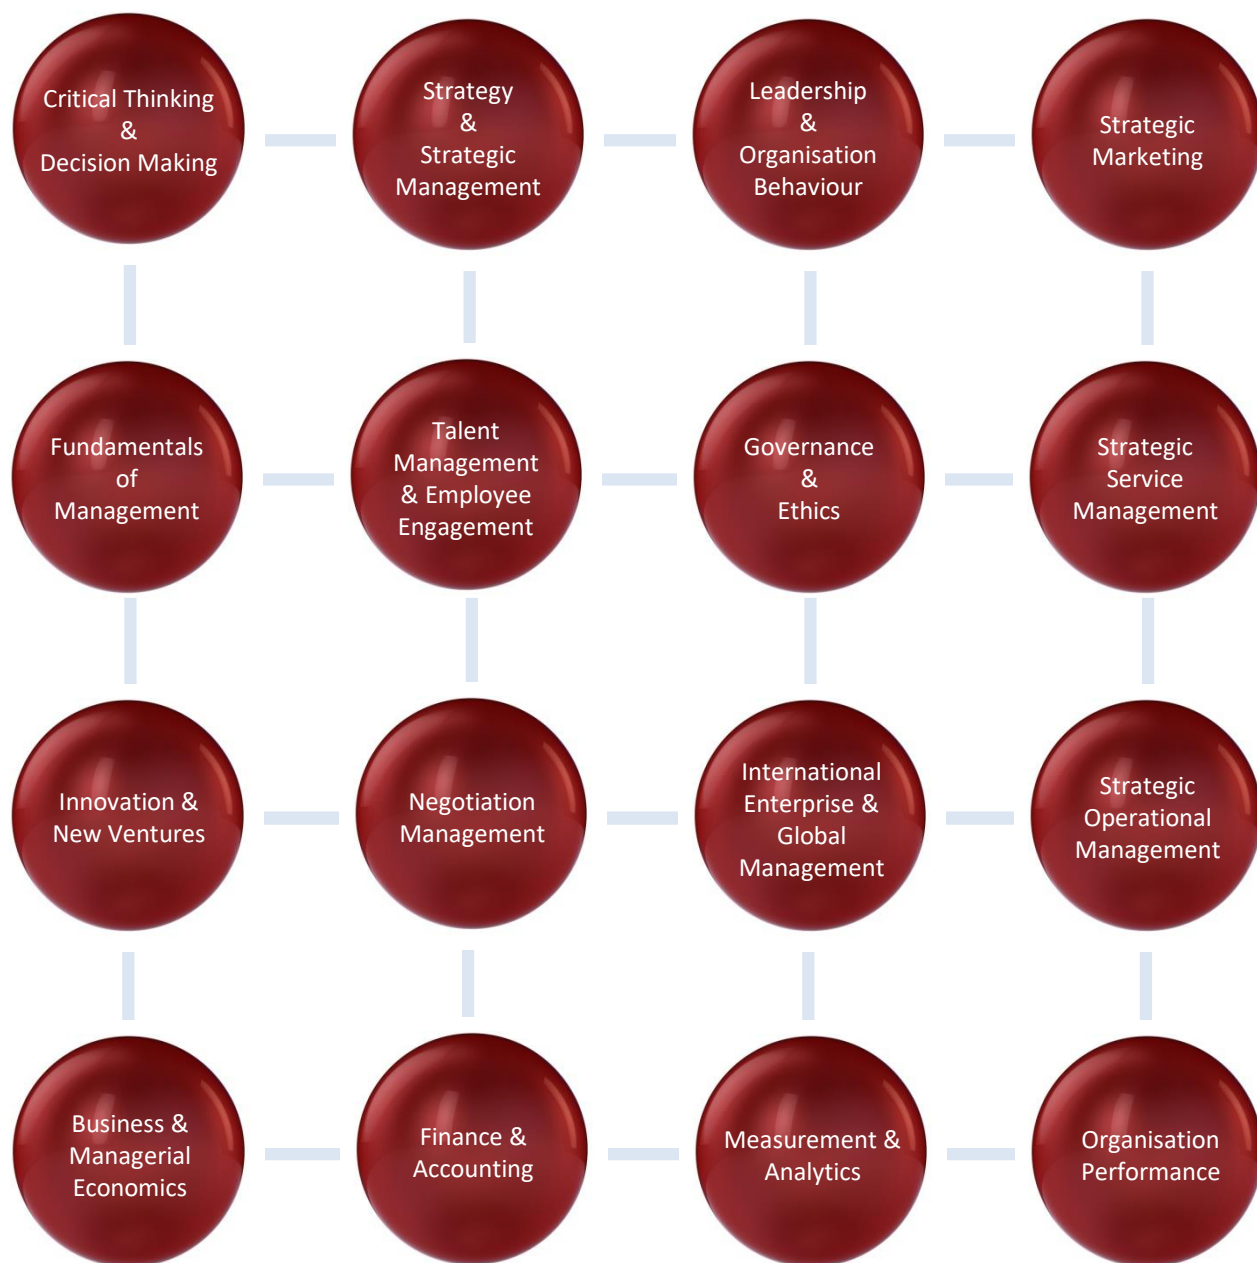 Critical Thinking
&
Decision Making
Strategy
&
Strategic
Management
Leadership
&
Organisation
Behaviour
Strategic
Marketing
Fundamentals
of
Management
Talent
Management
& Employee
Engagement
Governance
&
Ethics
Strategic
Service
Management
Innovation &
New Ventures
Negotiation
Management
International
Enterprise &
Global
Management
Strategic
Operational
Management
Business &
Managerial
Economics
Finance &
Accounting
Measurement &
Analytics
Organisation
Performance